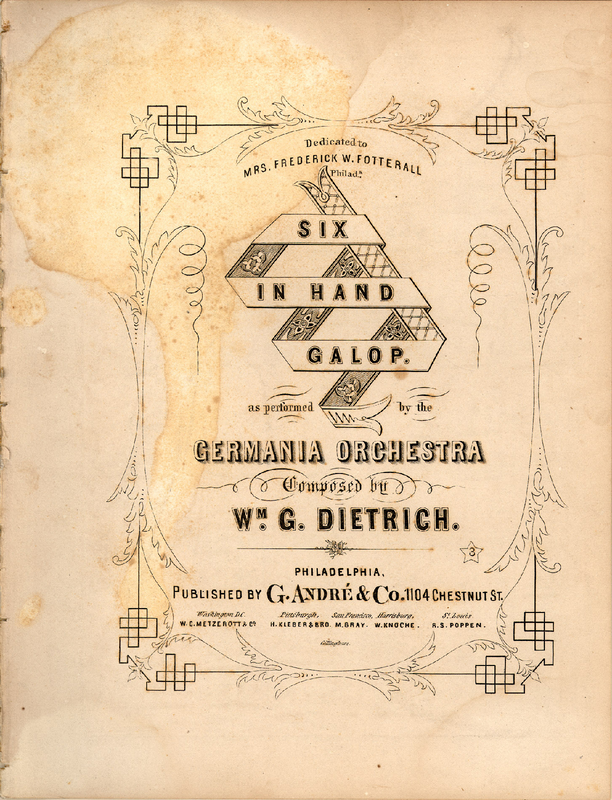 Dedicated to
MRS. FREDERICK W. FOTTERALL
Philada.
SIX
IN HAND
GALOP.
as performed by the
GERMANIA ORCHESTRA
Composed by
WM. G. DIETRICH.
3
PHILADELPHIA,
PUBLISHED BY G. ANDRÉ & CO. 1104 CHESTNUT ST.
Washington D.C. Pittsburgh, San Francisco, Harrisburg, St. Louis
W. C. METZEROTT & Co. H. KLEBER & BRO. M. GRAY. W. KNOCHE. R. S. POPPEN.